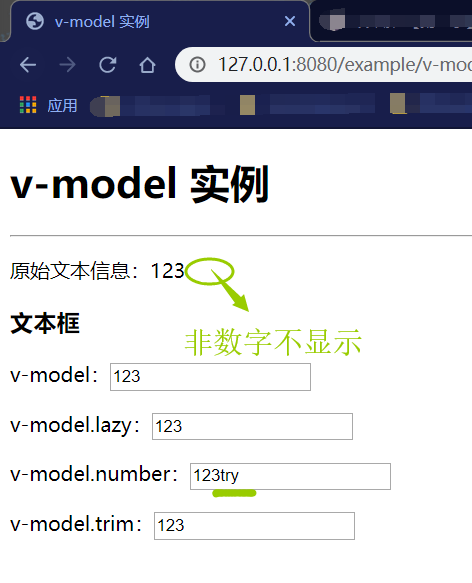 v-model 实例
127.0.0.1:8080/example/v-mod
应用
v-model 实例
原始文本信息：123
非数字不显示
文本框
v-model：123
v-model.lazy：123
v-model.number：123try
v-model.trim：123